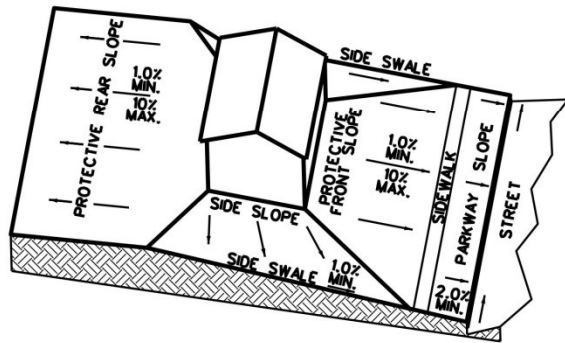 PROTECTIVE REAR SLOPE
1.0%
MIN.
10%
MAX.
SIDE SWALE
PROTECTIVE
FRONT SLOPE
1.0%
MIN.
10%
MAX.
SIDEWALK
PARKWAY SLOPE
STREET
SIDE SLOPE
SIDE SWALE
1.0%
MIN.
2.0%
MIN.